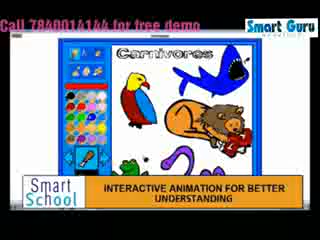 Call 7840014144 for free demo
Smart Guru
Carnivores
Smart
School
INTERACTIVE ANIMATION FOR BETTER
UNDERSTANDING